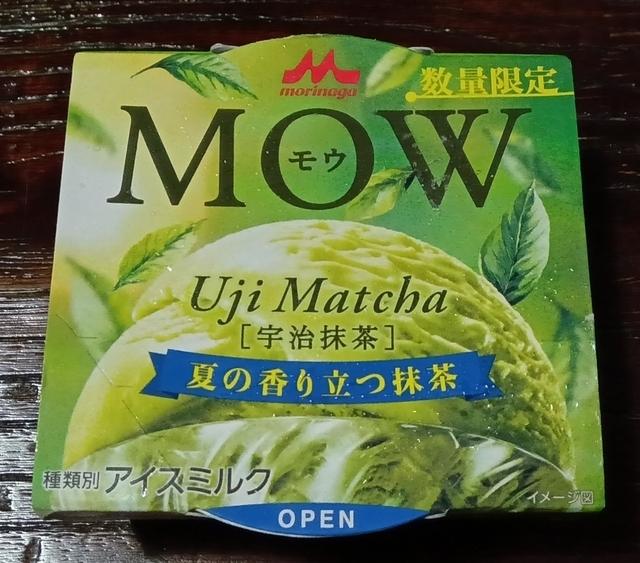 morinaga
数量限定
MOW
モウ
Uji Matcha
[宇治抹茶]
夏の香り立つ抹茶
種類別 アイスミルク
イメージ図
OPEN